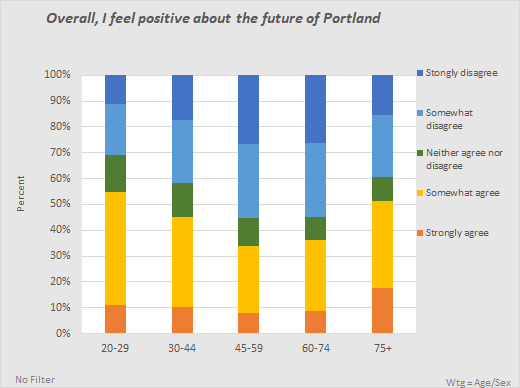 Overall, I feel positive about the future of Portland
100%
90%
80%
70%
60%
50%
40%
30%
20%
10%
0%
Percent
20-29
30-44
45-59
60-74
75+
Stongly disagree
Somewhat
disagree
Neither agree nor
disagree
Somewhat agree
Strongly agree
No Filter
Wtg = Age/Sex